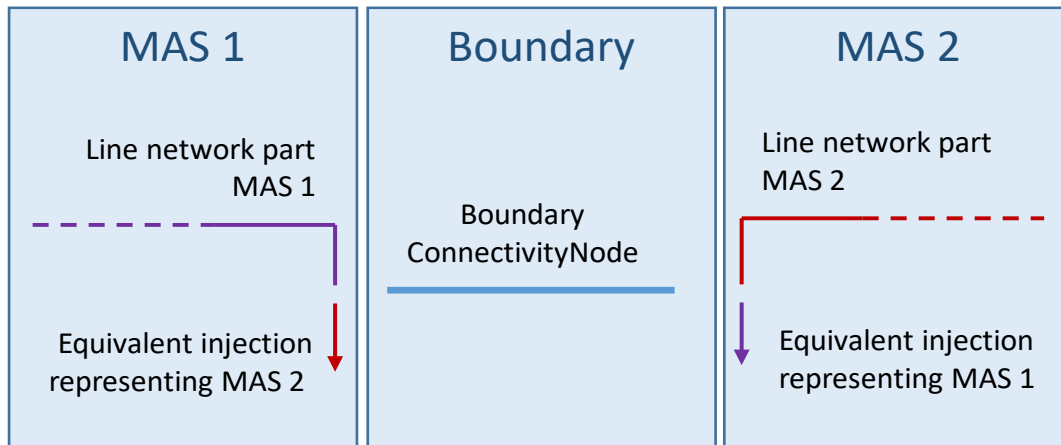 MAS 1
Line network part
MAS 1
Equivalent injection
representing MAS 2
Boundary
Boundary
ConnectivityNode
MAS 2
Line network part
MAS 2
Equivalent injection
representing MAS 1